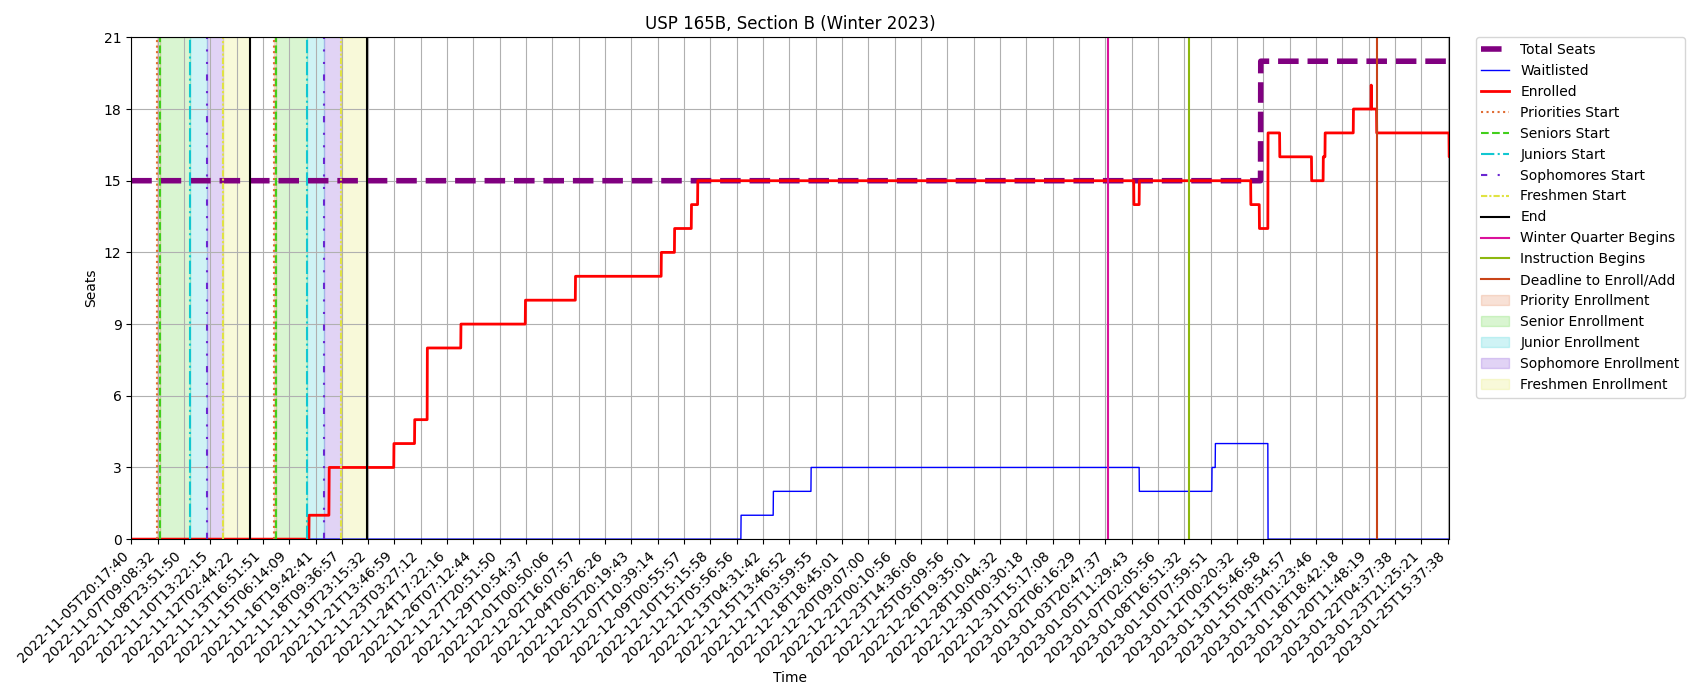 USP 165B, Section B (Winter 2023)
21
18
15
12
9
6
3
0
Seats
2022-11-05T20:17:40
2022-11-07T09:08:32
2022-11-08T23:51:50
2022-11-10T13:22:15
2022-11-12T02:44:22
2022-11-13T16:51:51
2022-11-15T06:14:09
2022-11-16T19:42:41
2022-11-18T09:36:57
2022-11-19T23:15:32
2022-11-21T13:46:59
2022-11-23T03:27:12
2022-11-24T17:22:16
2022-11-26T07:12:44
2022-11-27T20:51:50
2022-11-29T10:54:37
2022-12-01T00:50:06
2022-12-02T16:07:57
2022-12-04T06:26:26
2022-12-05T20:19:43
2022-12-07T10:39:14
2022-12-09T00:55:57
2022-12-10T15:15:58
2022-12-12T05:56:56
2022-12-13T04:31:42
2022-12-15T13:46:52
2022-12-17T03:59:55
2022-12-18T18:45:01
2022-12-20T09:07:00
2022-12-22T00:10:56
2022-12-23T14:36:06
2022-12-25T05:09:56
2022-12-26T19:35:01
2022-12-28T10:04:32
2022-12-30T00:30:18
2022-12-31T15:17:08
2023-01-02T06:16:29
2023-01-03T20:47:37
2023-01-05T11:29:43
2023-01-07T02:05:56
2023-01-08T16:51:32
2023-01-10T07:59:51
2023-01-12T00:20:32
2023-01-13T15:46:58
2023-01-15T08:54:57
2023-01-17T01:23:46
2023-01-18T18:42:18
2023-01-20T11:48:19
2023-01-22T04:37:38
2023-01-23T21:25:21
2023-01-25T15:37:38
Time
Total Seats
Waitlisted
Enrolled
Priorities Start
Seniors Start
Juniors Start
Sophomores Start
Freshmen Start
End
Winter Quarter Begins
Instruction Begins
Deadline to Enroll/Add
Priority Enrollment
Senior Enrollment
Junior Enrollment
Sophomore Enrollment
Freshmen Enrollment